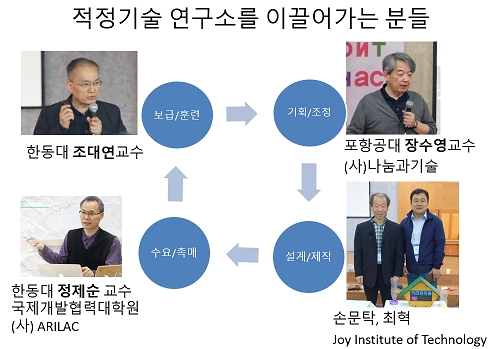 적정기술 연구소를 이끌어가는 분들
보급/훈련
기획/조정
한동대 조대연교수
포항공대 장수영교수
(사)나눔과기술
수요/촉매
설계/제작
한동대 정제순 교수
국제개발협력대학원
(사) ARILAC
손문탁, 최혁
Joy Institute of Technology